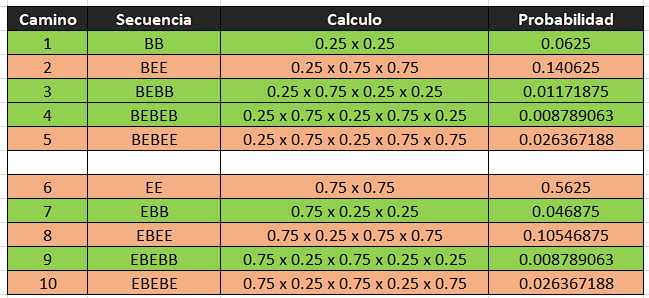 Camino Secuencia Calculo Probabilidad
1 BB 0.25 x 0.25 0.0625
2 BEE 0.25 x 0.75 x 0.75 0.140625
3 BEBB 0.25 x 0.75 x 0.25 x 0.25 0.01171875
4 BEBEB 0.25 x 0.75 x 0.25 x 0.75 x 0.25 0.008789063
5 BEBEE 0.25 x 0.75 x 0.25 x 0.75 x 0.75 0.026367188
6 EE 0.75 x 0.75 0.5625
7 EBB 0.75 x 0.25 x 0.25 0.046875
8 EBEE 0.75 x 0.25 x 0.75 x 0.75 0.10546875
9 EBEBB 0.75 x 0.25 x 0.75 x 0.25 x 0.25 0.008789063
10 EBEBE 0.75 x 0.25 x 0.75 x 0.25 x 0.75 0.026367188